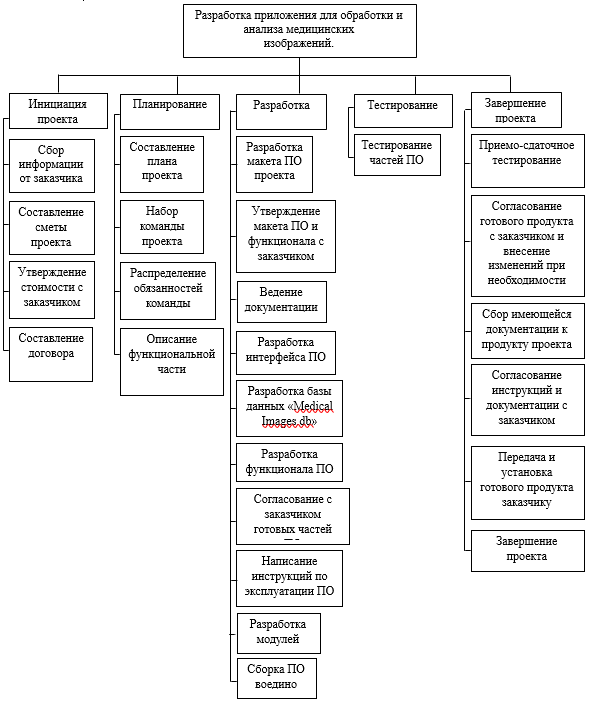 Разработка приложения для обработки и
анализа медицинских
изображений.
Инициация
проекта
Сбор
информации
от заказчика
Составление
сметы
проекта
Утверждение
стоимости с
заказчиком
Составление
договора
Планирование
Составление
плана
проекта
Набор
команды
проекта
Распределение
обязанностей
команды
Описание
функциональной
части
Разработка
Разработка
макета ПО
проекта
Утверждение
макета ПО и
функционала с
заказчиком
Ведение
документации
Разработка
интерфейса ПО
Разработка базы
данных «Medical
Images.db»
Разработка
функционала ПО
Согласование с
заказчиком
готовых частей
Написание
инструкций по
эксплуатации ПО
Разработка
модулей
Сборка ПО
воедино
Тестирование
Тестирование
частей ПО
Завершение
проекта
Приемо-сдаточное
тестирование
Согласование
готового продукта
с заказчиком и
внесение
изменений при
необходимости
Сбор имеющейся
документации к
продукту проекта
Согласование
инструкций и
документации с
заказчиком
Передача и
установка
готового продукта
заказчику
Завершение
проекта